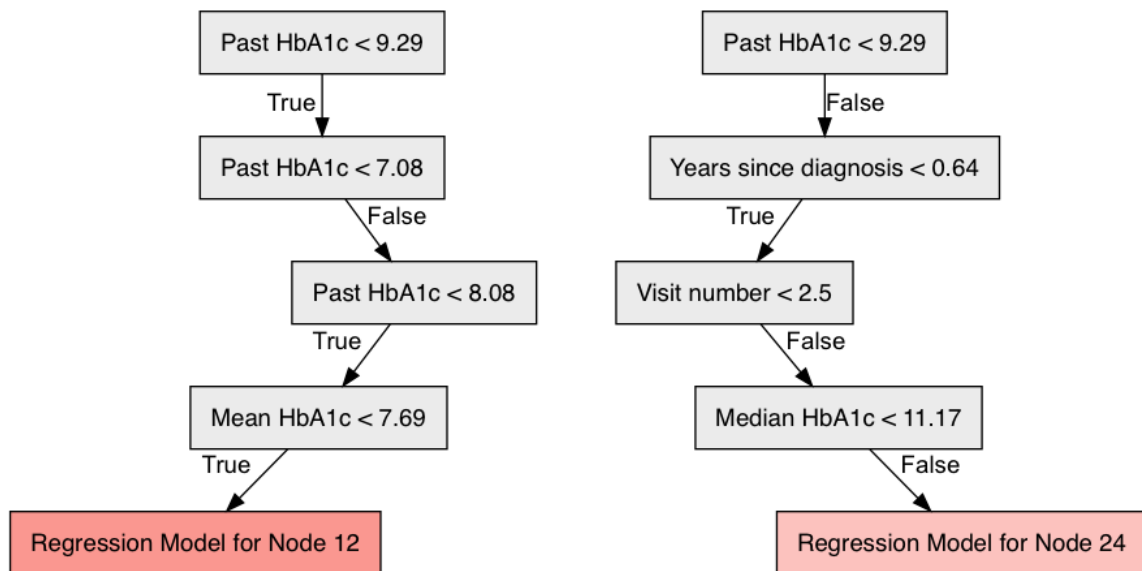 Past HbA1c < 9.29
True
Past HbA1c < 7.08
False
Past HbA1c < 8.08
True
Mean HbA1c < 7.69
True
Regression Model for Node 12
Past HbA1c < 9.29
False
Years since diagnosis < 0.64
True
Visit number < 2.5
False
Median HbA1c < 11.17
False
Regression Model for Node 24